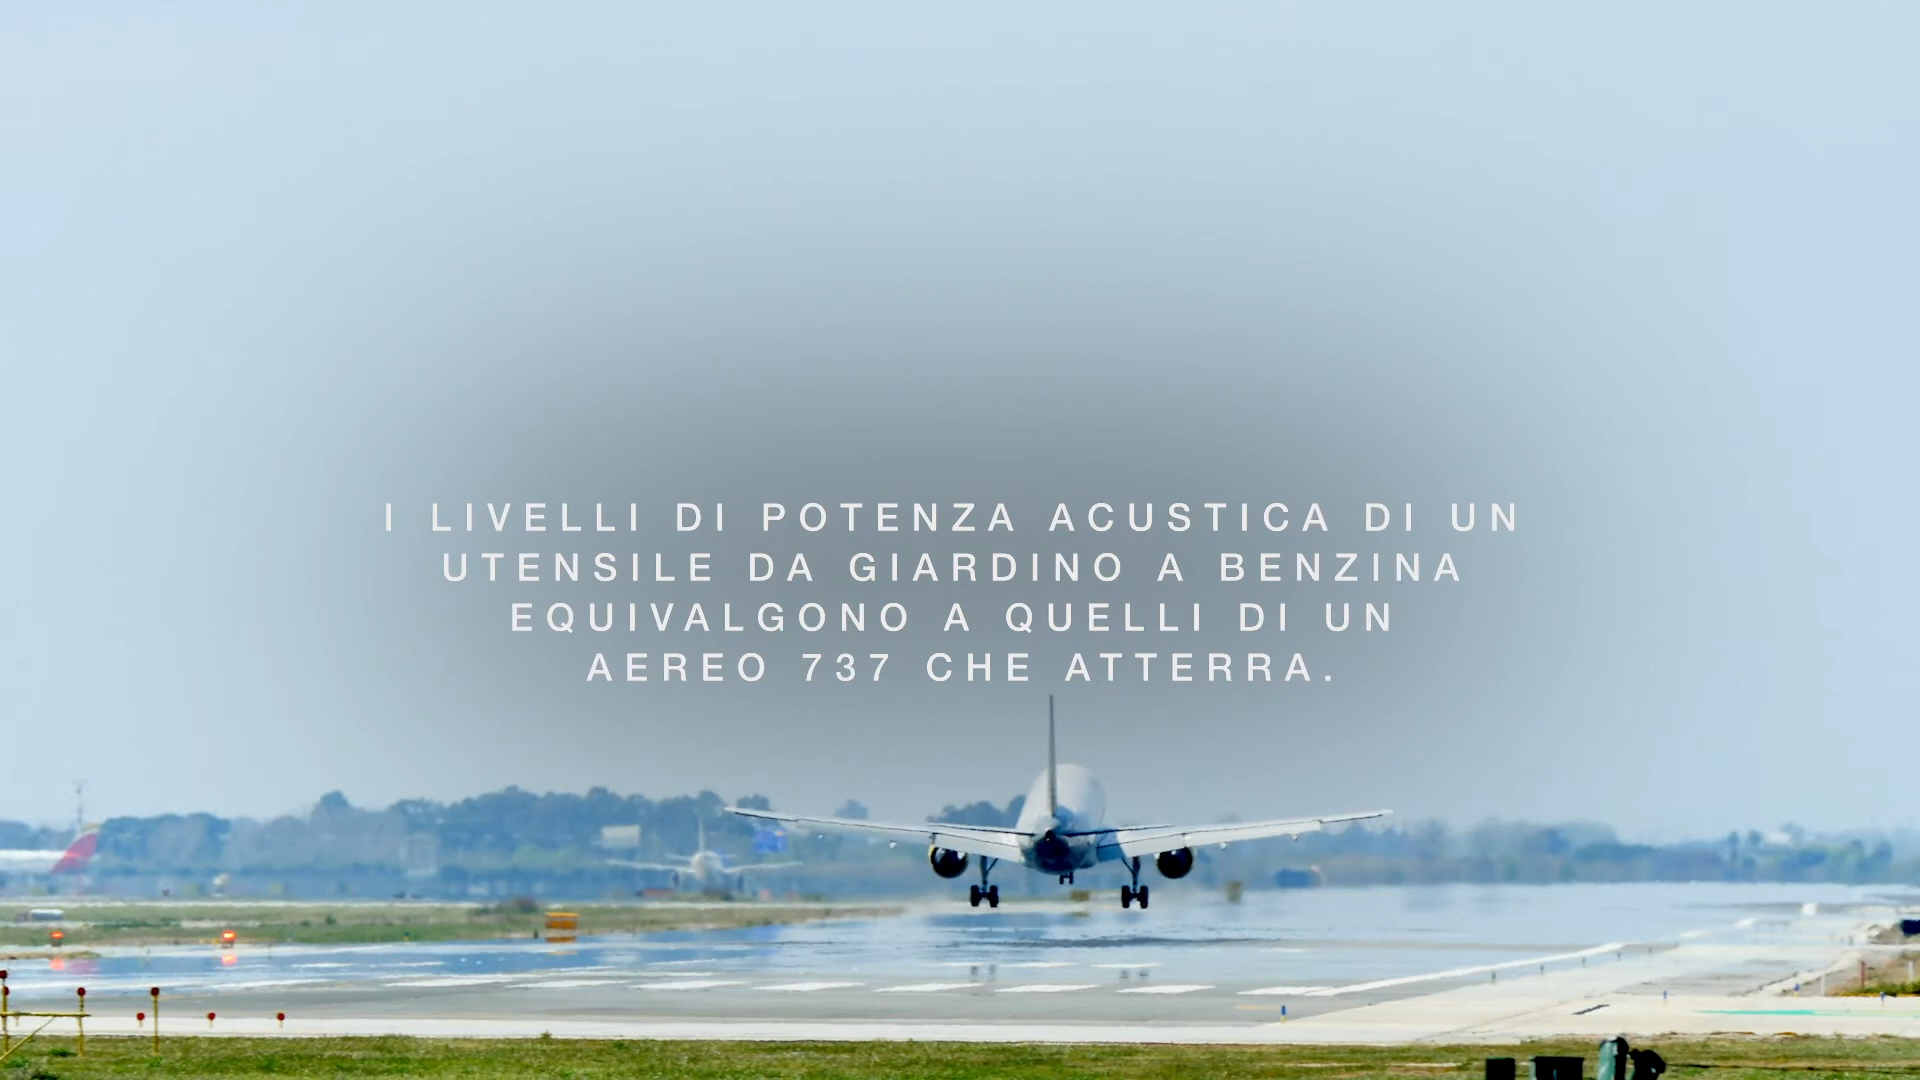 I LIVELLI DI POTENZA ACUSTICA DI UN
UTENSILE DA GIARDINO A BENZINA
EQUIVALGONO A QUELLI DI UN
AEREO 737 CHE ATTERRA.